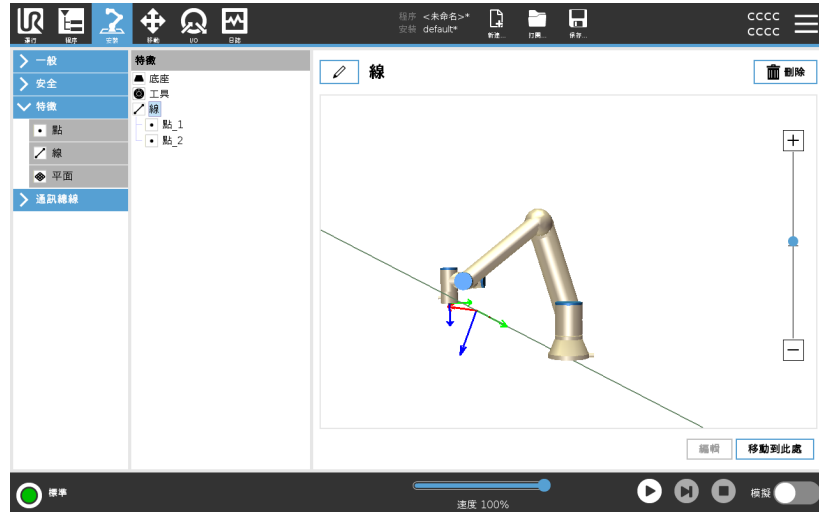 程序 <未命名>*
安裝 default*
新建...
打開...
保存...
cccc
cccc
運行
程序
安裝
移動
I/O
日誌
一般
安全
特徵
點
線
平面
通訊總線
特徵
底座
工具
線
點_1
點_2
線
刪除
+
−
編輯
移動到此處
標準
速度 100%
模擬